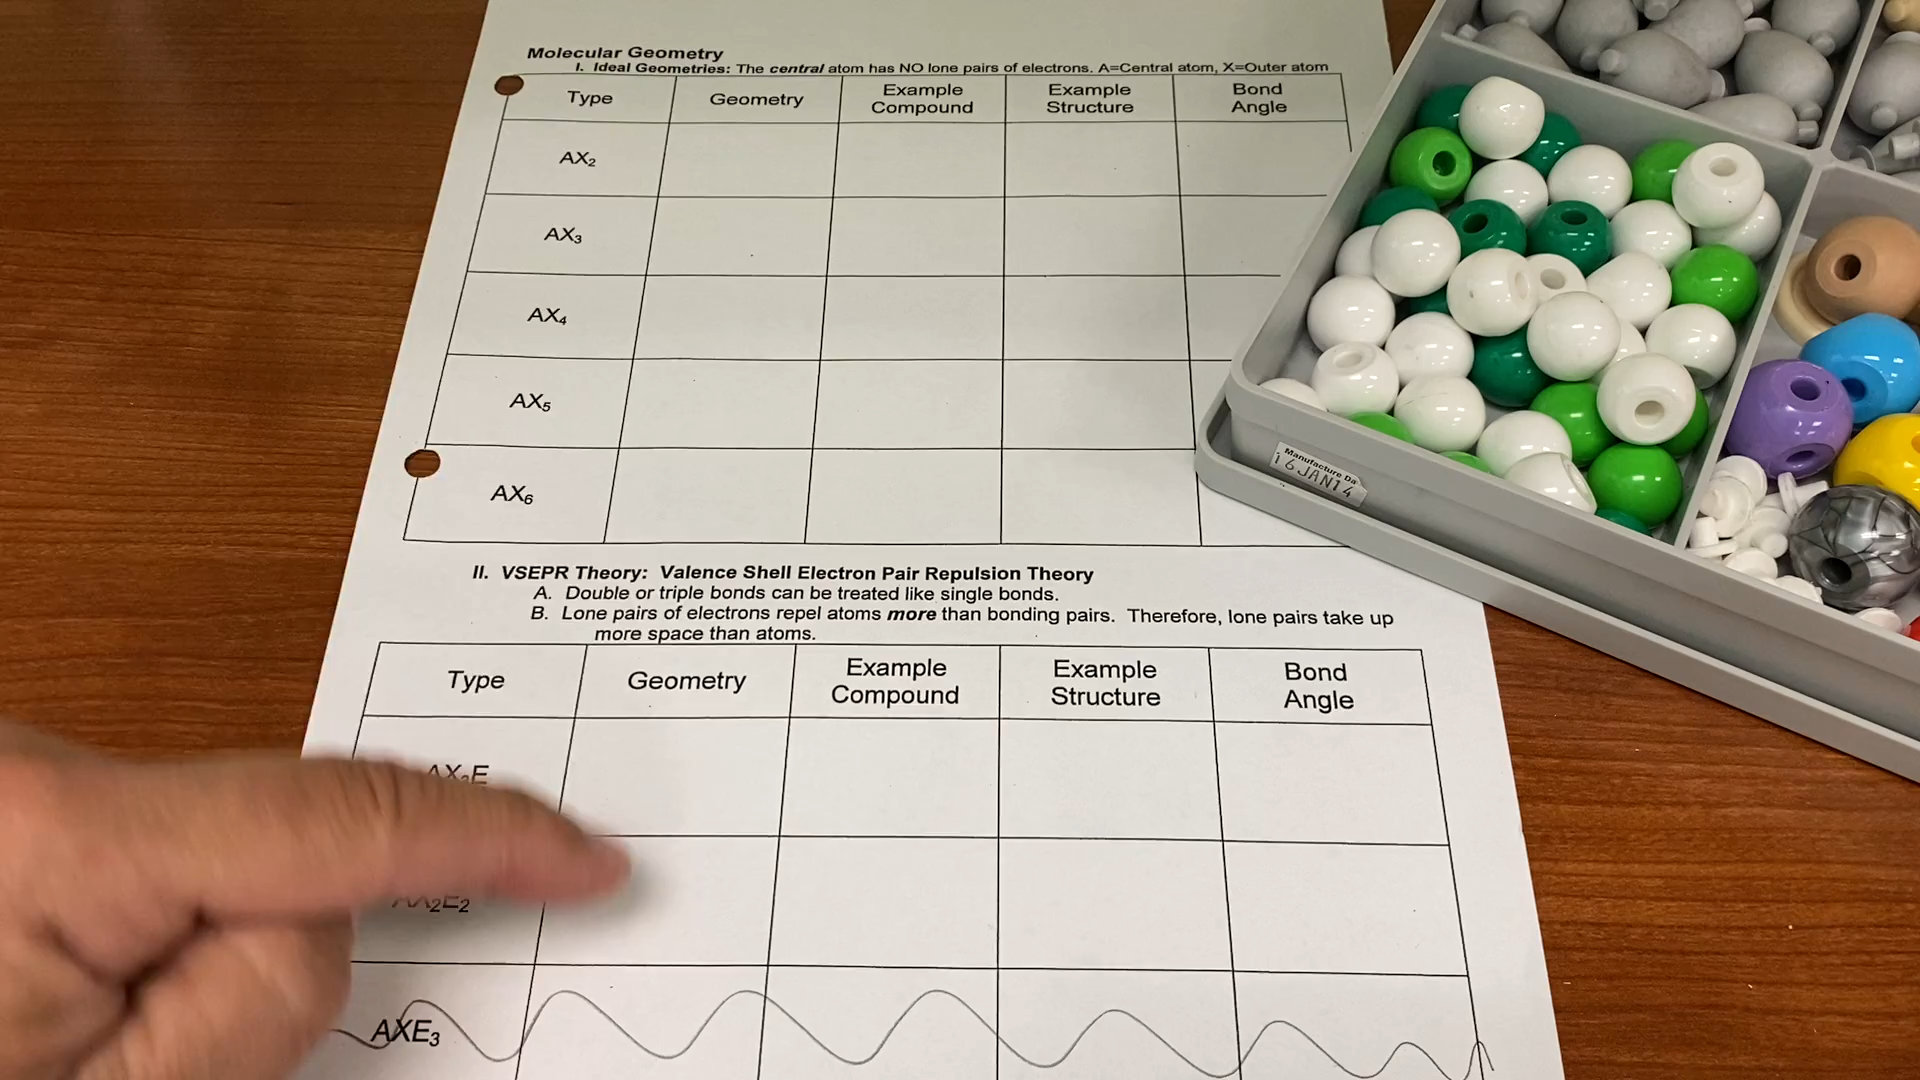 Molecular Geometry
I. Ideal Geometries: The central atom has NO lone pairs of electrons. A=Central atom, X=Outer atom
Type Geometry Example Compound Example Structure Bond Angle
AX₂
AX₃
AX₄
AX₅
AX₆
II. VSEPR Theory: Valence Shell Electron Pair Repulsion Theory
A. Double or triple bonds can be treated like single bonds.
B. Lone pairs of electrons repel atoms more than bonding pairs. Therefore, lone pairs take up
more space than atoms.
Type Geometry Example Compound Example Structure Bond Angle
AX₂E₂
AXE₃
Manufacture Da
16JAN14